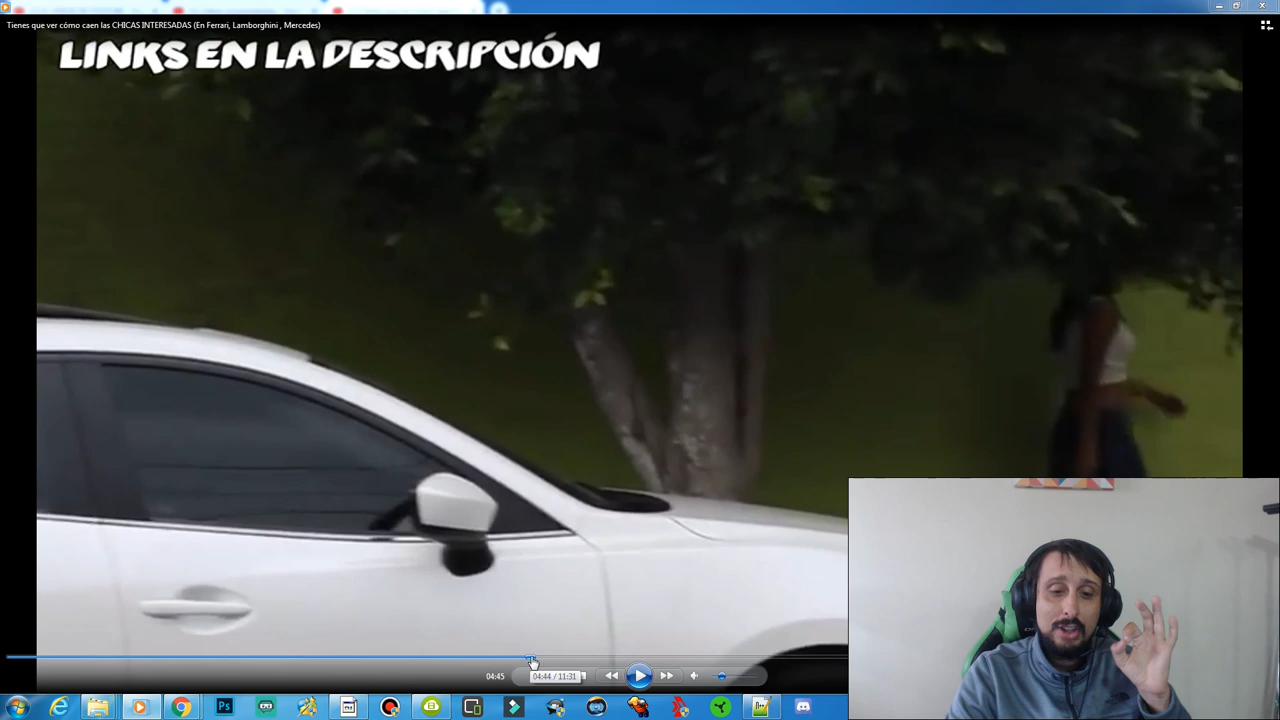 Tienes que ver cómo caen las CHICAS INTERESADAS (En Ferrari, Lamborghini , Mercedes)
LINKS EN LA DESCRIPCIÓN
04:45
04:44 / 11:31
Ps